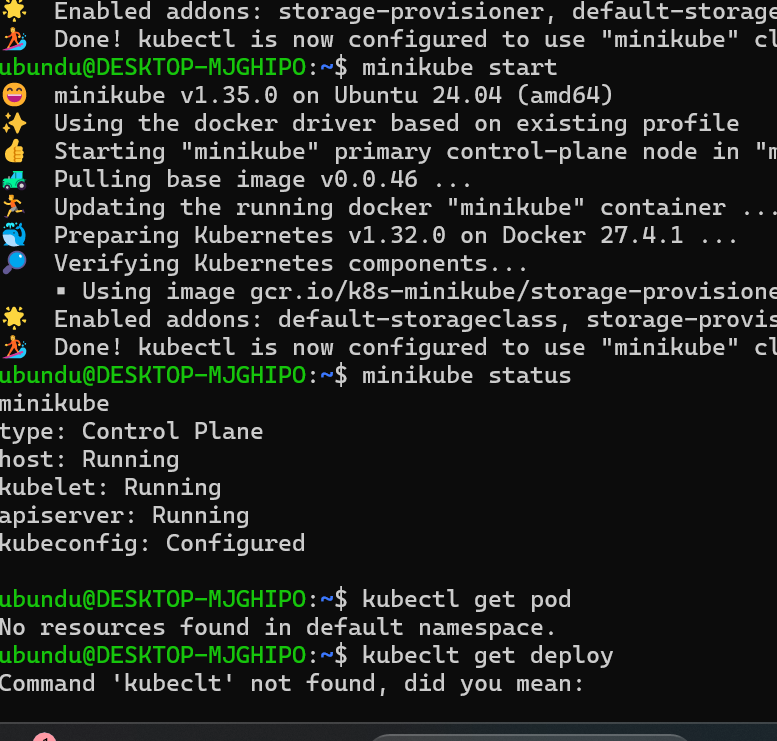 Enabled addons: storage-provisioner, default-storage
Done! kubectl is now configured to use "minikube" cl
ubundu@DESKTOP-MJGHIPO:~$ minikube start
minikube v1.35.0 on Ubuntu 24.04 (amd64)
Using the docker driver based on existing profile
Starting "minikube" primary control-plane node in "m
Pulling base image v0.0.46 ...
Updating the running docker "minikube" container ...
Preparing Kubernetes v1.32.0 on Docker 27.4.1 ...
Verifying Kubernetes components...
▪ Using image gcr.io/k8s-minikube/storage-provisione
Enabled addons: default-storageclass, storage-provis
Done! kubectl is now configured to use "minikube" cl
ubundu@DESKTOP-MJGHIPO:~$ minikube status
minikube
type: Control Plane
host: Running
kubelet: Running
apiserver: Running
kubeconfig: Configured
ubundu@DESKTOP-MJGHIPO:~$ kubectl get pod
No resources found in default namespace.
ubundu@DESKTOP-MJGHIPO:~$ kubeclt get deploy
Command 'kubeclt' not found, did you mean: